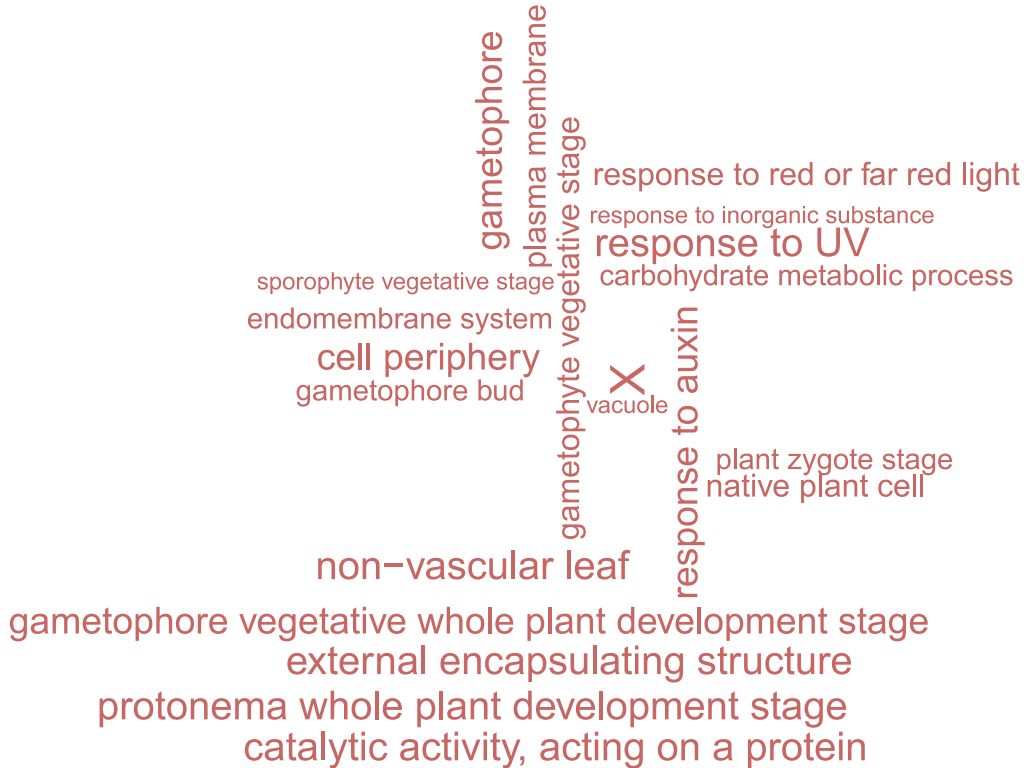 gametophore
plasma membrane
gametophyte vegetative stage
response to red or far red light
response to inorganic substance
response to UV
carbohydrate metabolic process
sporophyte vegetative stage
endomembrane system
cell periphery
gametophore bud
X
vacuole
response to auxin
plant zygote stage
native plant cell
non−vascular leaf
gametophore vegetative whole plant development stage
external encapsulating structure
protonema whole plant development stage
catalytic activity, acting on a protein